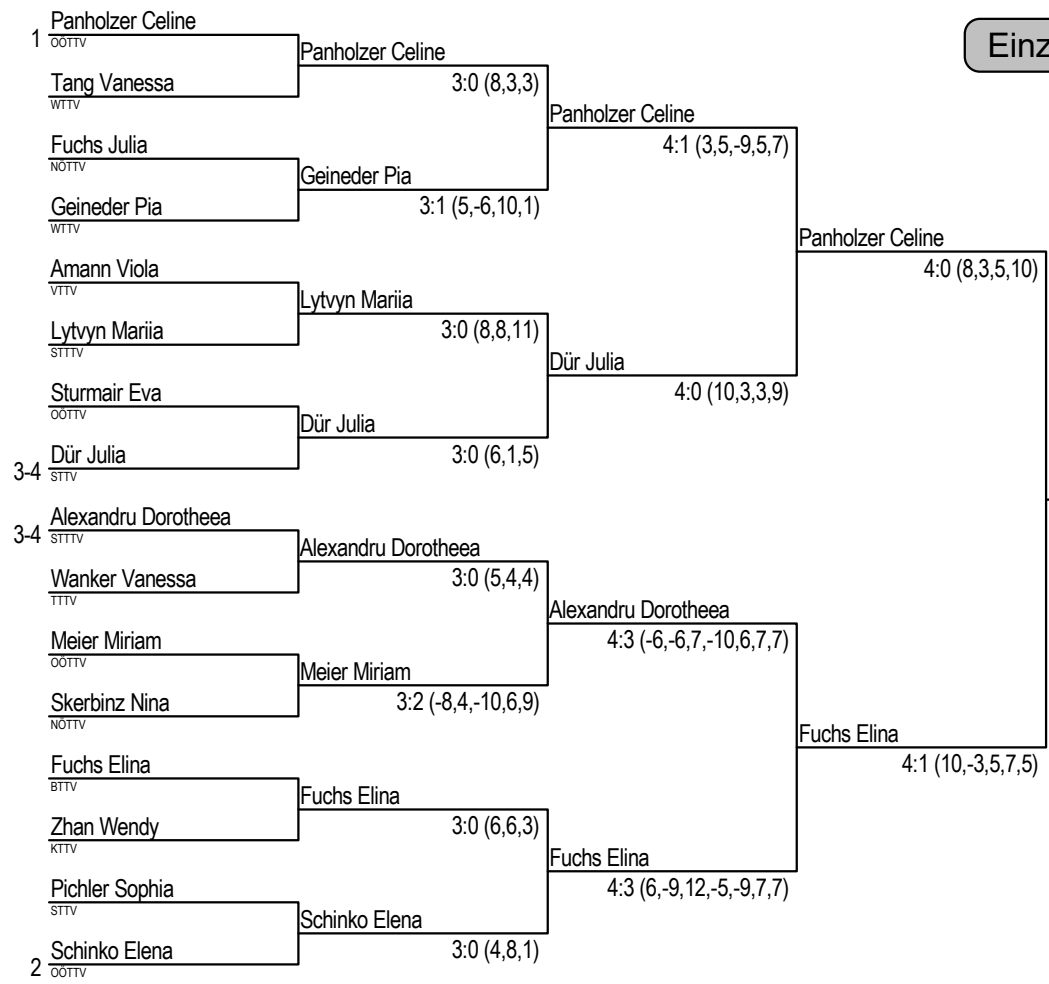 1 Panholzer Celine
OÖTTV
Tang Vanessa
WTTV
Fuchs Julia
NÖTTV
Geineder Pia
WTTV
Amann Viola
VTTV
Lytvyn Mariia
STTTV
Sturmair Eva
OÖTTV
3-4 Dür Julia
STTV
3-4 Alexandru Dorotheea
STTTV
Wanker Vanessa
TTTV
Meier Miriam
OÖTTV
Skerbinz Nina
NÖTTV
Fuchs Elina
BTTV
Zhan Wendy
KTTV
Pichler Sophia
STTV
2 Schinko Elena
OÖTTV
Panholzer Celine
3:0 (8,3,3)
Geineder Pia
3:1 (5,-6,10,1)
Lytvyn Mariia
3:0 (8,8,11)
Dür Julia
3:0 (6,1,5)
Alexandru Dorotheea
3:0 (5,4,4)
Meier Miriam
3:2 (-8,4,-10,6,9)
Fuchs Elina
3:0 (6,6,3)
Schinko Elena
3:0 (4,8,1)
Panholzer Celine
4:1 (3,5,-9,5,7)
Dür Julia
4:0 (10,3,3,9)
Alexandru Dorotheea
4:3 (-6,-6,7,-10,6,7,7)
Fuchs Elina
4:3 (6,-9,12,-5,-9,7,7)
Panholzer Celine
4:0 (8,3,5,10)
Fuchs Elina
4:1 (10,-3,5,7,5)
Einz